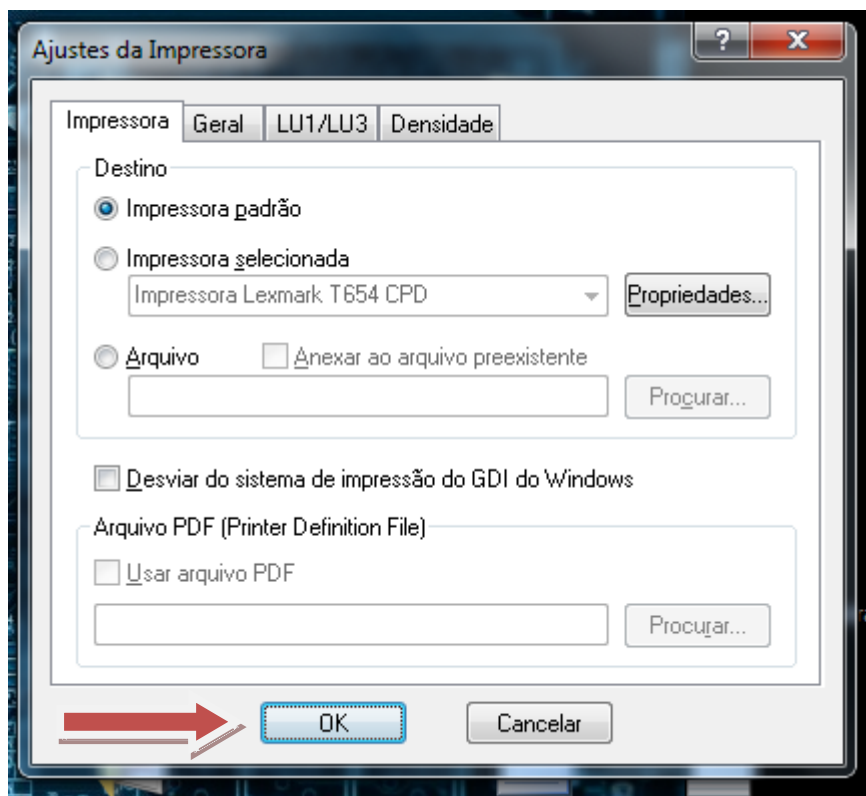 Ajustes da Impressora
?
X
Impressora Geral LU1/LU3 Densidade
Destino
Impressora padrão
Impressora selecionada
Impressora Lexmark T654 CPD Propriedades...
Arquivo Anexar ao arquivo preexistente
Procurar...
Desviar do sistema de impressão do GDI do Windows
Arquivo PDF (Printer Definition File)
Usar arquivo PDF
Procurar...
OK Cancelar